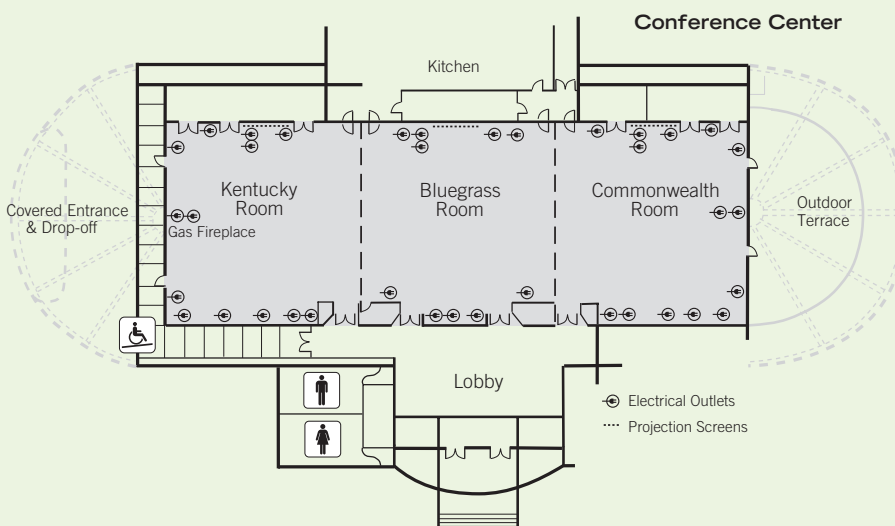 Conference Center
Kitchen
Kentucky
Room
Bluegrass
Room
Commonwealth
Room
Covered Entrance
& Drop-off
Gas Fireplace
Outdoor
Terrace
Lobby
Electrical Outlets
Projection Screens